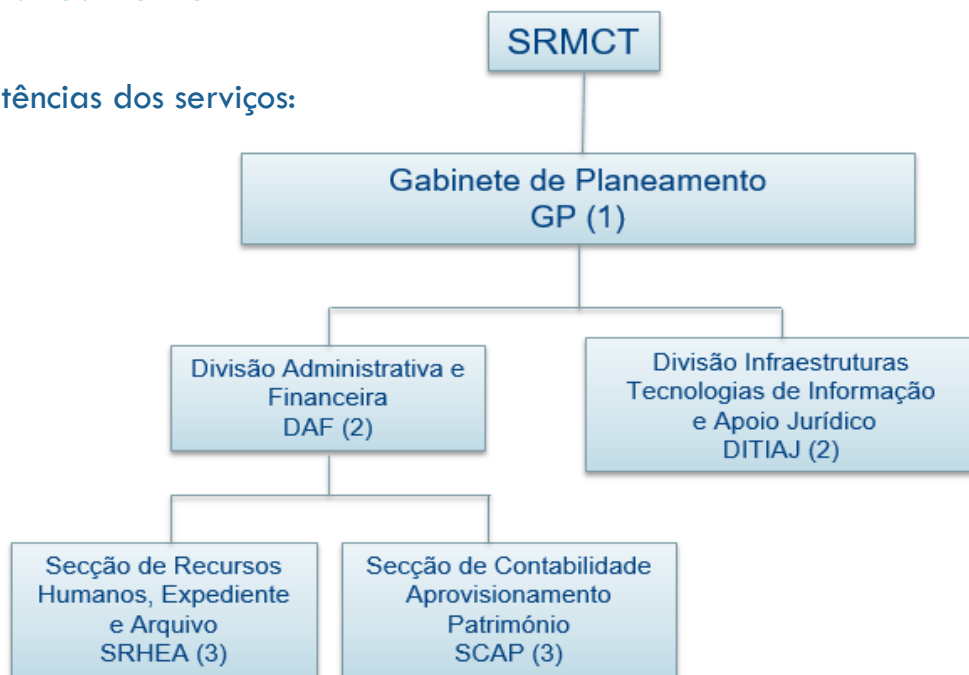 SRMCT
tências dos serviços:
Gabinete de Planeamento
GP (1)
Divisão Administrativa e
Financeira
DAF (2)
Divisão Infraestruturas
Tecnologias de Informação
e Apoio Jurídico
DITIAJ (2)
Secção de Recursos
Humanos, Expediente
e Arquivo
SRHEA (3)
Secção de Contabilidade
Aprovisionamento
Património
SCAP (3)